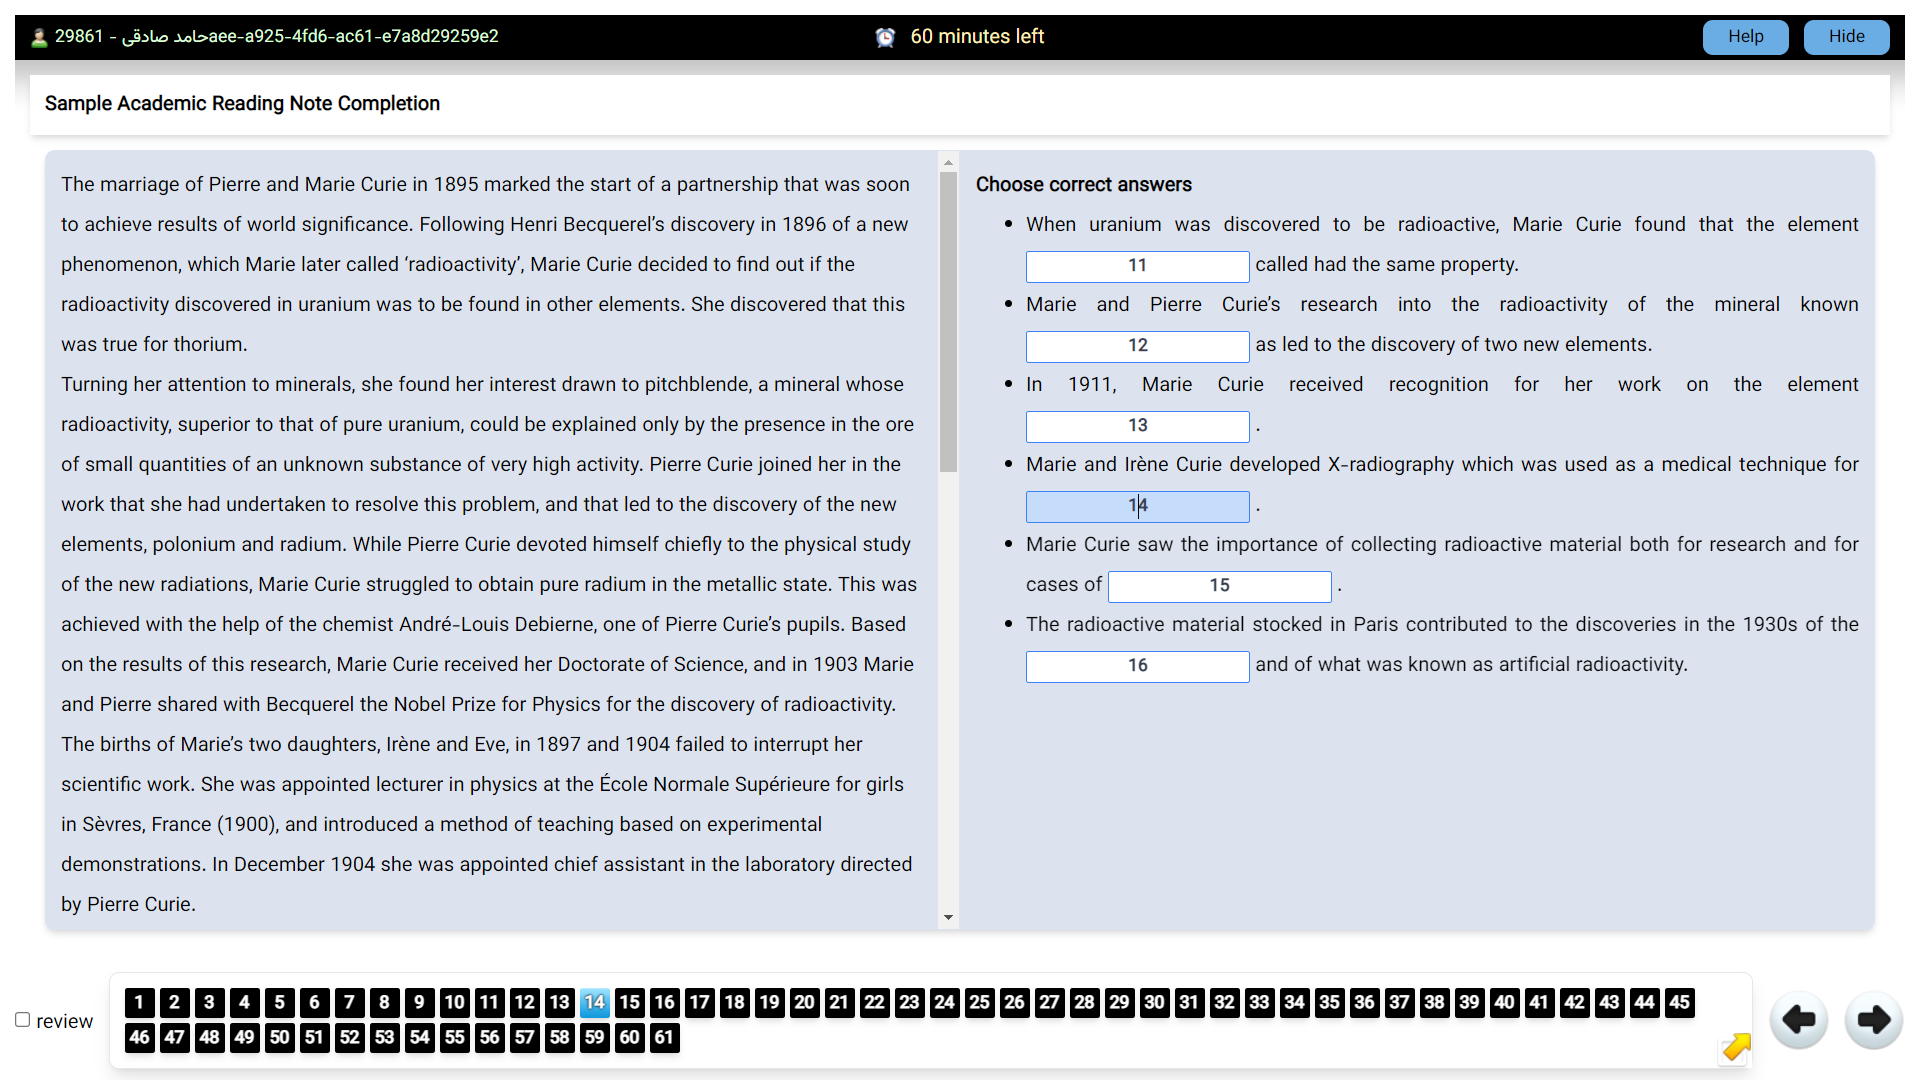 29861 - حامد صادقیaee-a925-4fd6-ac61-e7a8d29259e2
60 minutes left
Help
Hide
Sample Academic Reading Note Completion
The marriage of Pierre and Marie Curie in 1895 marked the start of a partnership that was soon
to achieve results of world significance. Following Henri Becquerel’s discovery in 1896 of a new
phenomenon, which Marie later called ‘radioactivity’, Marie Curie decided to find out if the
radioactivity discovered in uranium was to be found in other elements. She discovered that this
was true for thorium.
Turning her attention to minerals, she found her interest drawn to pitchblende, a mineral whose
radioactivity, superior to that of pure uranium, could be explained only by the presence in the ore
of small quantities of an unknown substance of very high activity. Pierre Curie joined her in the
work that she had undertaken to resolve this problem, and that led to the discovery of the new
elements, polonium and radium. While Pierre Curie devoted himself chiefly to the physical study
of the new radiations, Marie Curie struggled to obtain pure radium in the metallic state. This was
achieved with the help of the chemist André-Louis Debierne, one of Pierre Curie’s pupils. Based
on the results of this research, Marie Curie received her Doctorate of Science, and in 1903 Marie
and Pierre shared with Becquerel the Nobel Prize for Physics for the discovery of radioactivity.
The births of Marie’s two daughters, Irène and Eve, in 1897 and 1904 failed to interrupt her
scientific work. She was appointed lecturer in physics at the École Normale Supérieure for girls
in Sèvres, France (1900), and introduced a method of teaching based on experimental
demonstrations. In December 1904 she was appointed chief assistant in the laboratory directed
by Pierre Curie.
Choose correct answers
• When uranium was discovered to be radioactive, Marie Curie found that the element
11 called had the same property.
• Marie and Pierre Curie’s research into the radioactivity of the mineral known
12 as led to the discovery of two new elements.
• In 1911, Marie Curie received recognition for her work on the element
13 .
• Marie and Irène Curie developed X-radiography which was used as a medical technique for
14 .
• Marie Curie saw the importance of collecting radioactive material both for research and for
cases of 15 .
• The radioactive material stocked in Paris contributed to the discoveries in the 1930s of the
16 and of what was known as artificial radioactivity.
review
1 2 3 4 5 6 7 8 9 10 11 12 13 14 15 16 17 18 19 20 21 22 23 24 25 26 27 28 29 30 31 32 33 34 35 36 37 38 39 40 41 42 43 44 45
46 47 48 49 50 51 52 53 54 55 56 57 58 59 60 61